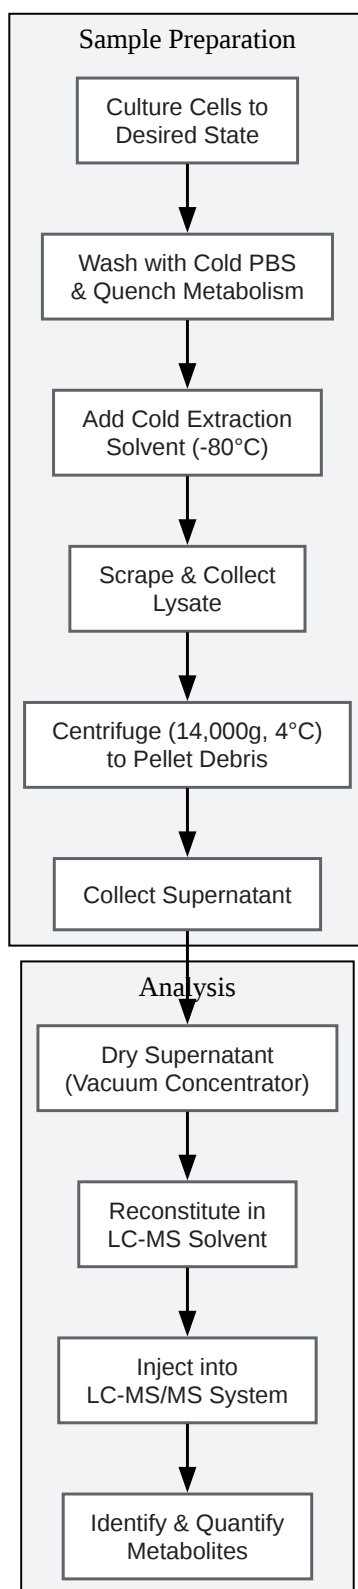 Sample Preparation
Culture Cells to
Desired State
Wash with Cold PBS
& Quench Metabolism
Add Cold Extraction
Solvent (-80°C)
Scrape & Collect
Lysate
Centrifuge (14,000g, 4°C)
to Pellet Debris
Collect Supernatant
Analysis
Dry Supernatant
(Vacuum Concentrator)
Reconstitute in
LC-MS Solvent
Inject into
LC-MS/MS System
Identify & Quantify
Metabolites